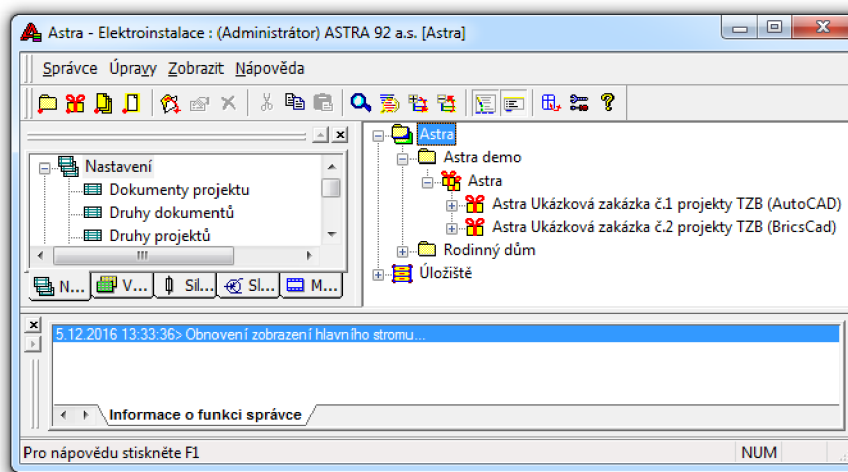 Astra - Elektroinstalace : (Administrátor) ASTRA 92 a.s. [Astra]
Správce Úpravy Zobrazit Nápověda
Nastavení
Dokumenty projektu
Druhy dokumentů
Druhy projektů
N... V... Sil... Sl... M...
Astra
Astra demo
Astra
Astra Ukázková zakázka č.1 projekty TZB (AutoCAD)
Astra Ukázková zakázka č.2 projekty TZB (BricsCad)
Rodinný dům
Úložiště
5.12.2016 13:33:36> Obnovení zobrazení hlavního stromu...
Informace o funkci správce
Pro nápovědu stiskněte F1
NUM